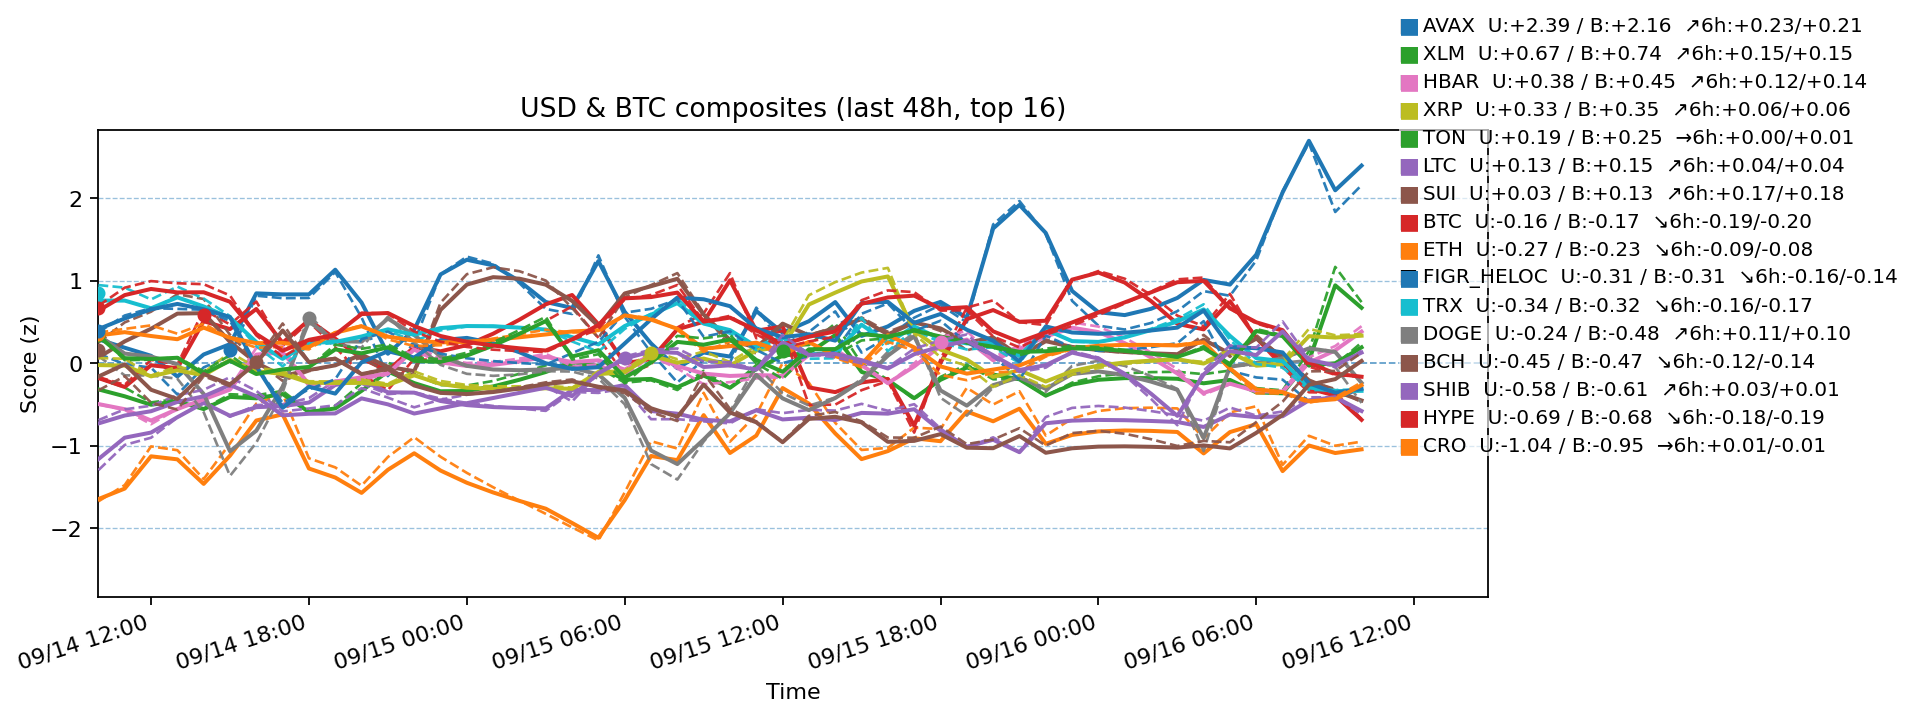 AVAX  U:+2.39 / B:+2.16  ↗6h:+0.23/+0.21
XLM  U:+0.67 / B:+0.74  ↗6h:+0.15/+0.15
HBAR  U:+0.38 / B:+0.45  ↗6h:+0.12/+0.14
XRP  U:+0.33 / B:+0.35  ↗6h:+0.06/+0.06
TON  U:+0.19 / B:+0.25  →6h:+0.00/+0.01
LTC  U:+0.13 / B:+0.15  ↗6h:+0.04/+0.04
SUI  U:+0.03 / B:+0.13  ↗6h:+0.17/+0.18
BTC  U:-0.16 / B:-0.17  ↘6h:-0.19/-0.20
ETH  U:-0.27 / B:-0.23  ↘6h:-0.09/-0.08
FIGR_HELOC  U:-0.31 / B:-0.31  ↘6h:-0.16/-0.14
TRX  U:-0.34 / B:-0.32  ↘6h:-0.16/-0.17
DOGE  U:-0.24 / B:-0.48  ↗6h:+0.11/+0.10
BCH  U:-0.45 / B:-0.47  ↘6h:-0.12/-0.14
SHIB  U:-0.58 / B:-0.61  ↗6h:+0.03/+0.01
HYPE  U:-0.69 / B:-0.68  ↘6h:-0.18/-0.19
CRO  U:-1.04 / B:-0.95  →6h:+0.01/-0.01
USD & BTC composites (last 48h, top 16)
Score (z)
2
1
0
−1
−2
09/14 12:00
09/14 18:00
09/15 00:00
09/15 06:00
09/15 12:00
09/15 18:00
09/16 00:00
09/16 06:00
09/16 12:00
Time